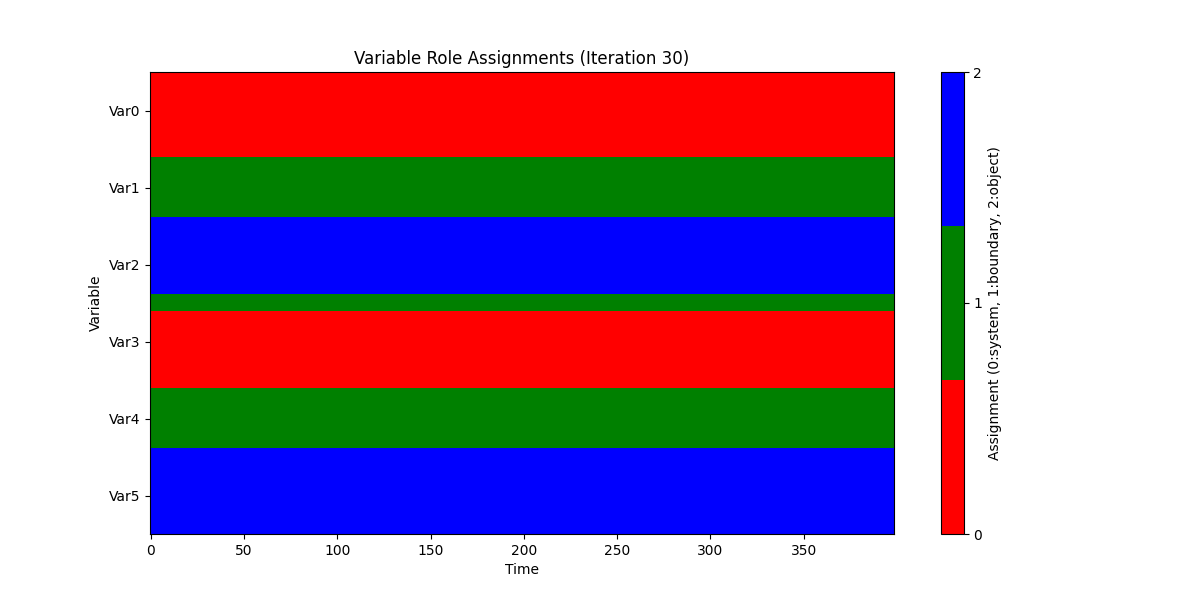 Variable Role Assignments (Iteration 30)
Variable
Var0
Var1
Var2
Var3
Var4
Var5
0 50 100 150 200 250 300 350
Time
2
1
0
Assignment (0:system, 1:boundary, 2:object)